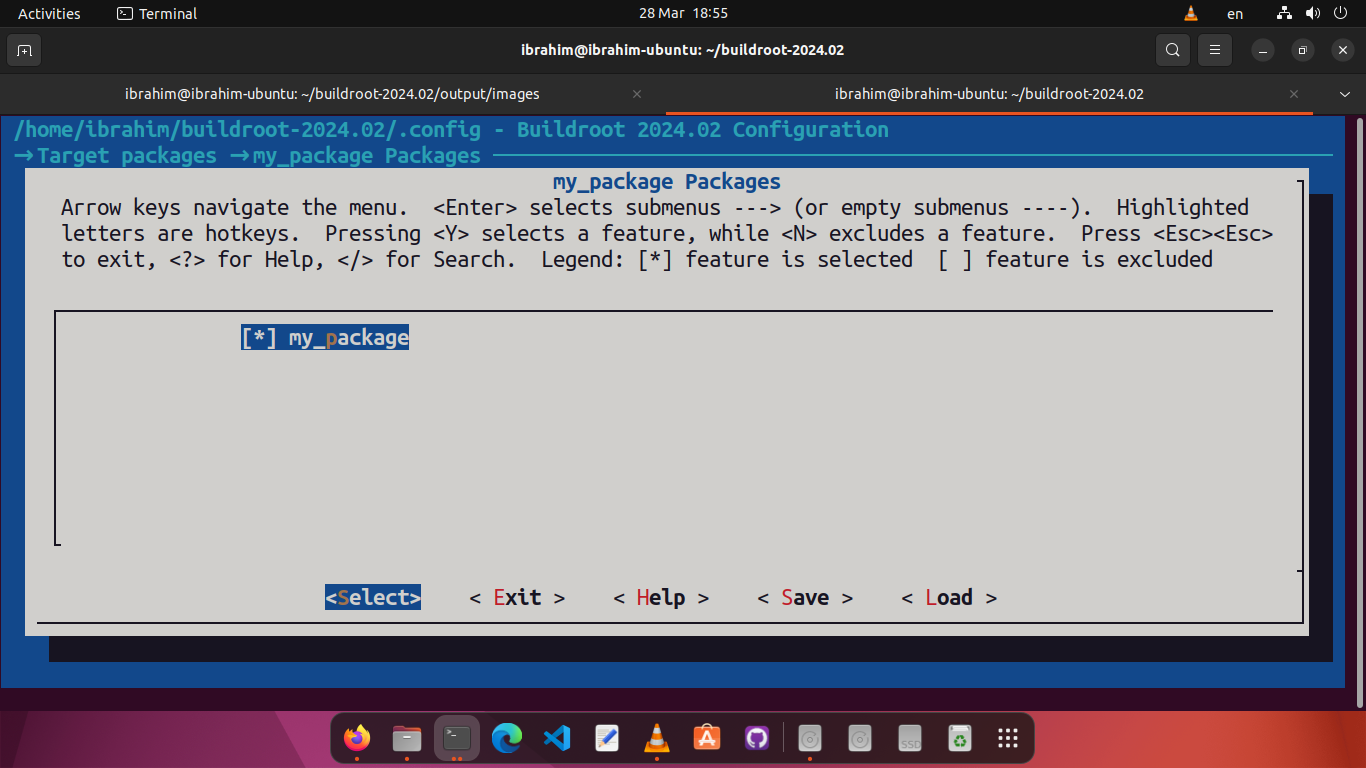 Activities Terminal 28 Mar 18:55 en
ibrahim@ibrahim-ubuntu: ~/buildroot-2024.02
ibrahim@ibrahim-ubuntu: ~/buildroot-2024.02/output/images ibrahim@ibrahim-ubuntu: ~/buildroot-2024.02
/home/ibrahim/buildroot-2024.02/.config - Buildroot 2024.02 Configuration
→Target packages →my_package Packages
my_package Packages
Arrow keys navigate the menu.  <Enter> selects submenus ---> (or empty submenus ----).  Highlighted
letters are hotkeys.  Pressing <Y> selects a feature, while <N> excludes a feature.  Press <Esc><Esc>
to exit, <?> for Help, </> for Search.  Legend: [*] feature is selected  [ ] feature is excluded
[*] my_package
<Select> < Exit > < Help > < Save > < Load >
SSD